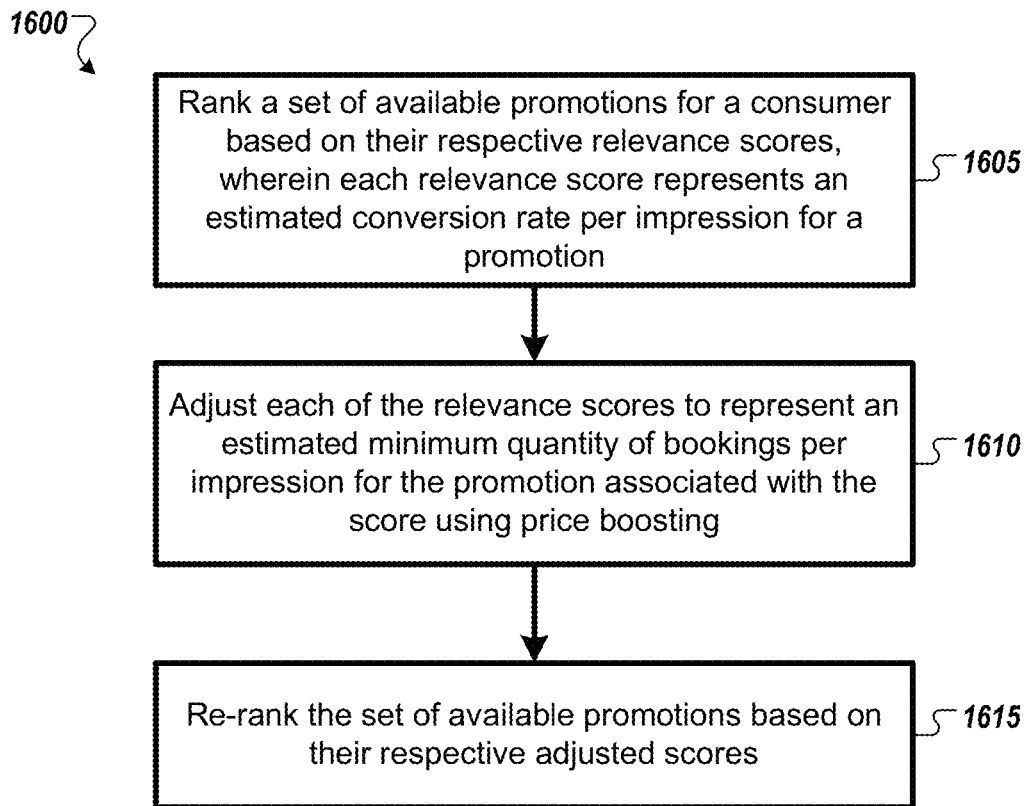 1600
Rank a set of available promotions for a consumer
based on their respective relevance scores,
wherein each relevance score represents an
estimated conversion rate per impression for a
promotion
1605
Adjust each of the relevance scores to represent an
estimated minimum quantity of bookings per
impression for the promotion associated with the
score using price boosting
1610
Re-rank the set of available promotions based on
their respective adjusted scores
1615